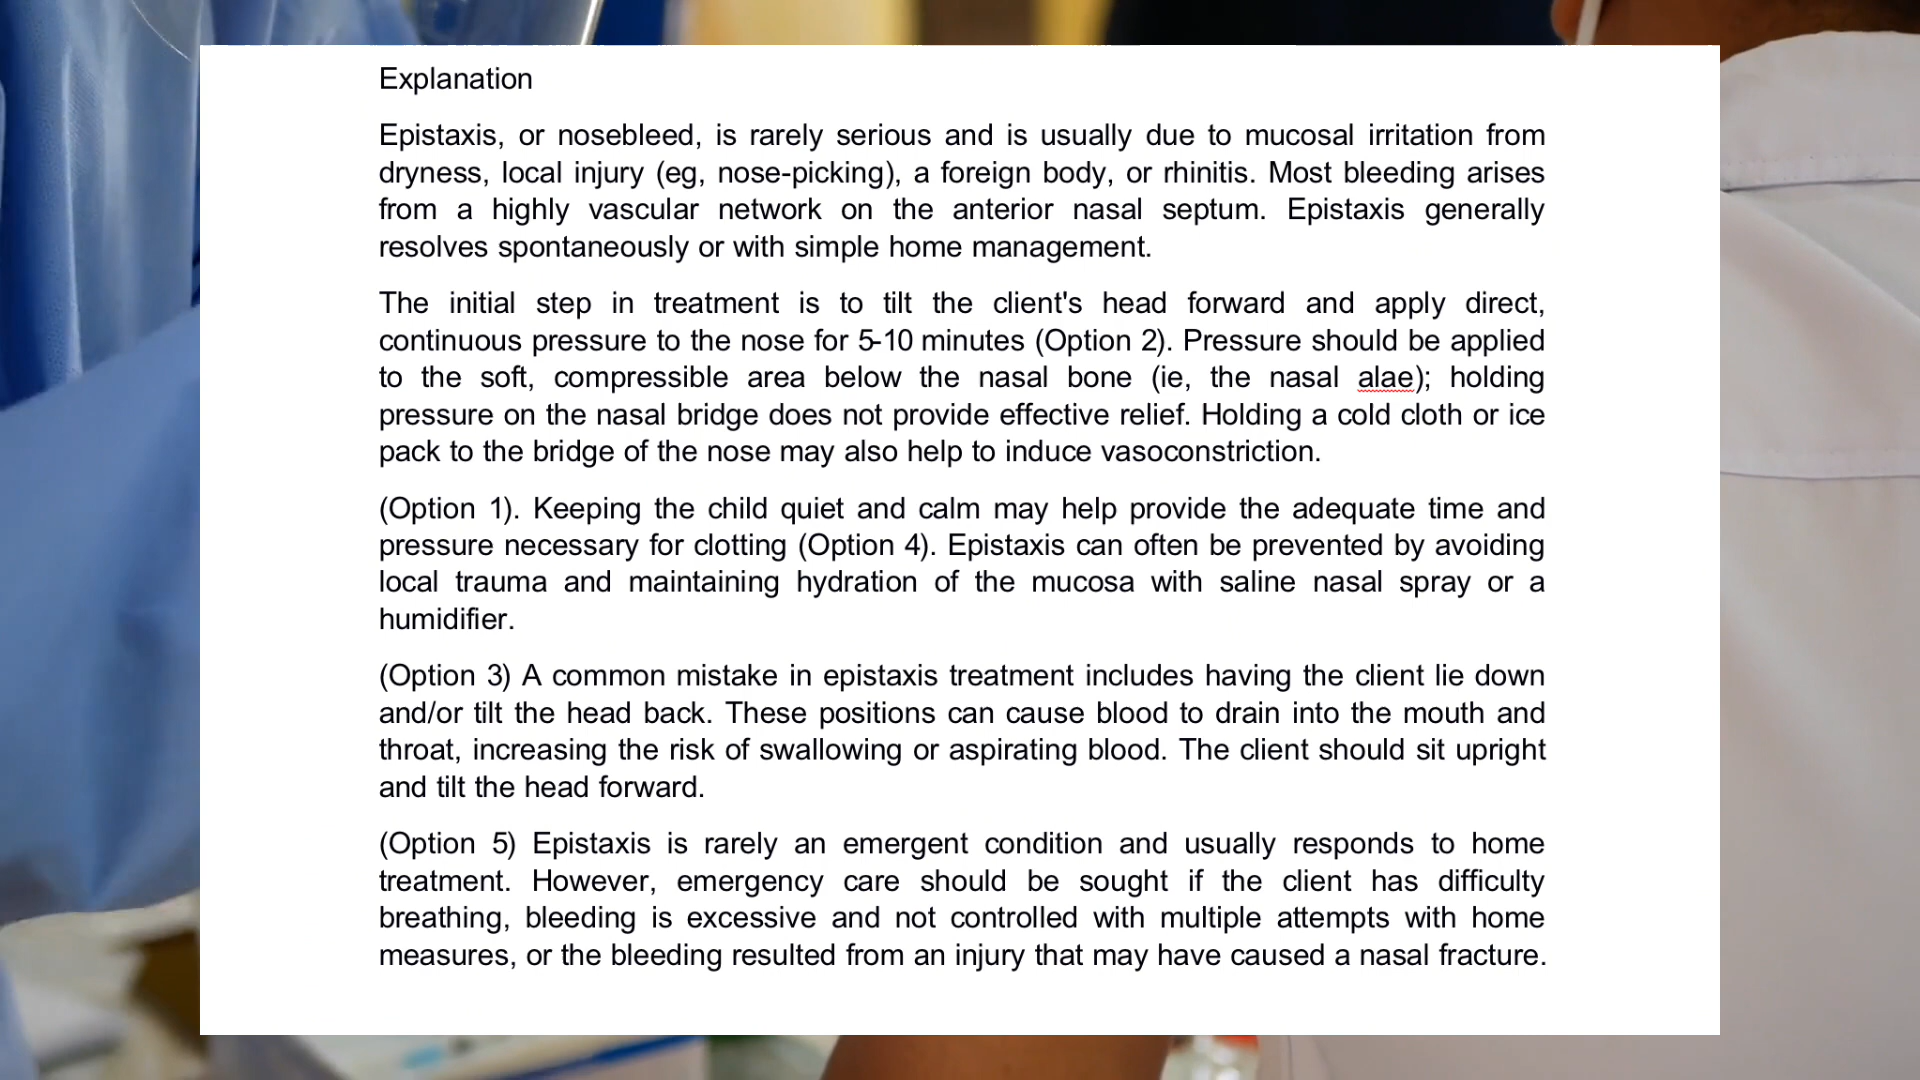 Explanation
Epistaxis, or nosebleed, is rarely serious and is usually due to mucosal irritation from
dryness, local injury (eg, nose-picking), a foreign body, or rhinitis. Most bleeding arises
from a highly vascular network on the anterior nasal septum. Epistaxis generally
resolves spontaneously or with simple home management.
The initial step in treatment is to tilt the client's head forward and apply direct,
continuous pressure to the nose for 5-10 minutes (Option 2). Pressure should be applied
to the soft, compressible area below the nasal bone (ie, the nasal alae); holding
pressure on the nasal bridge does not provide effective relief. Holding a cold cloth or ice
pack to the bridge of the nose may also help to induce vasoconstriction.
(Option 1). Keeping the child quiet and calm may help provide the adequate time and
pressure necessary for clotting (Option 4). Epistaxis can often be prevented by avoiding
local trauma and maintaining hydration of the mucosa with saline nasal spray or a
humidifier.
(Option 3) A common mistake in epistaxis treatment includes having the client lie down
and/or tilt the head back. These positions can cause blood to drain into the mouth and
throat, increasing the risk of swallowing or aspirating blood. The client should sit upright
and tilt the head forward.
(Option 5) Epistaxis is rarely an emergent condition and usually responds to home
treatment. However, emergency care should be sought if the client has difficulty
breathing, bleeding is excessive and not controlled with multiple attempts with home
measures, or the bleeding resulted from an injury that may have caused a nasal fracture.